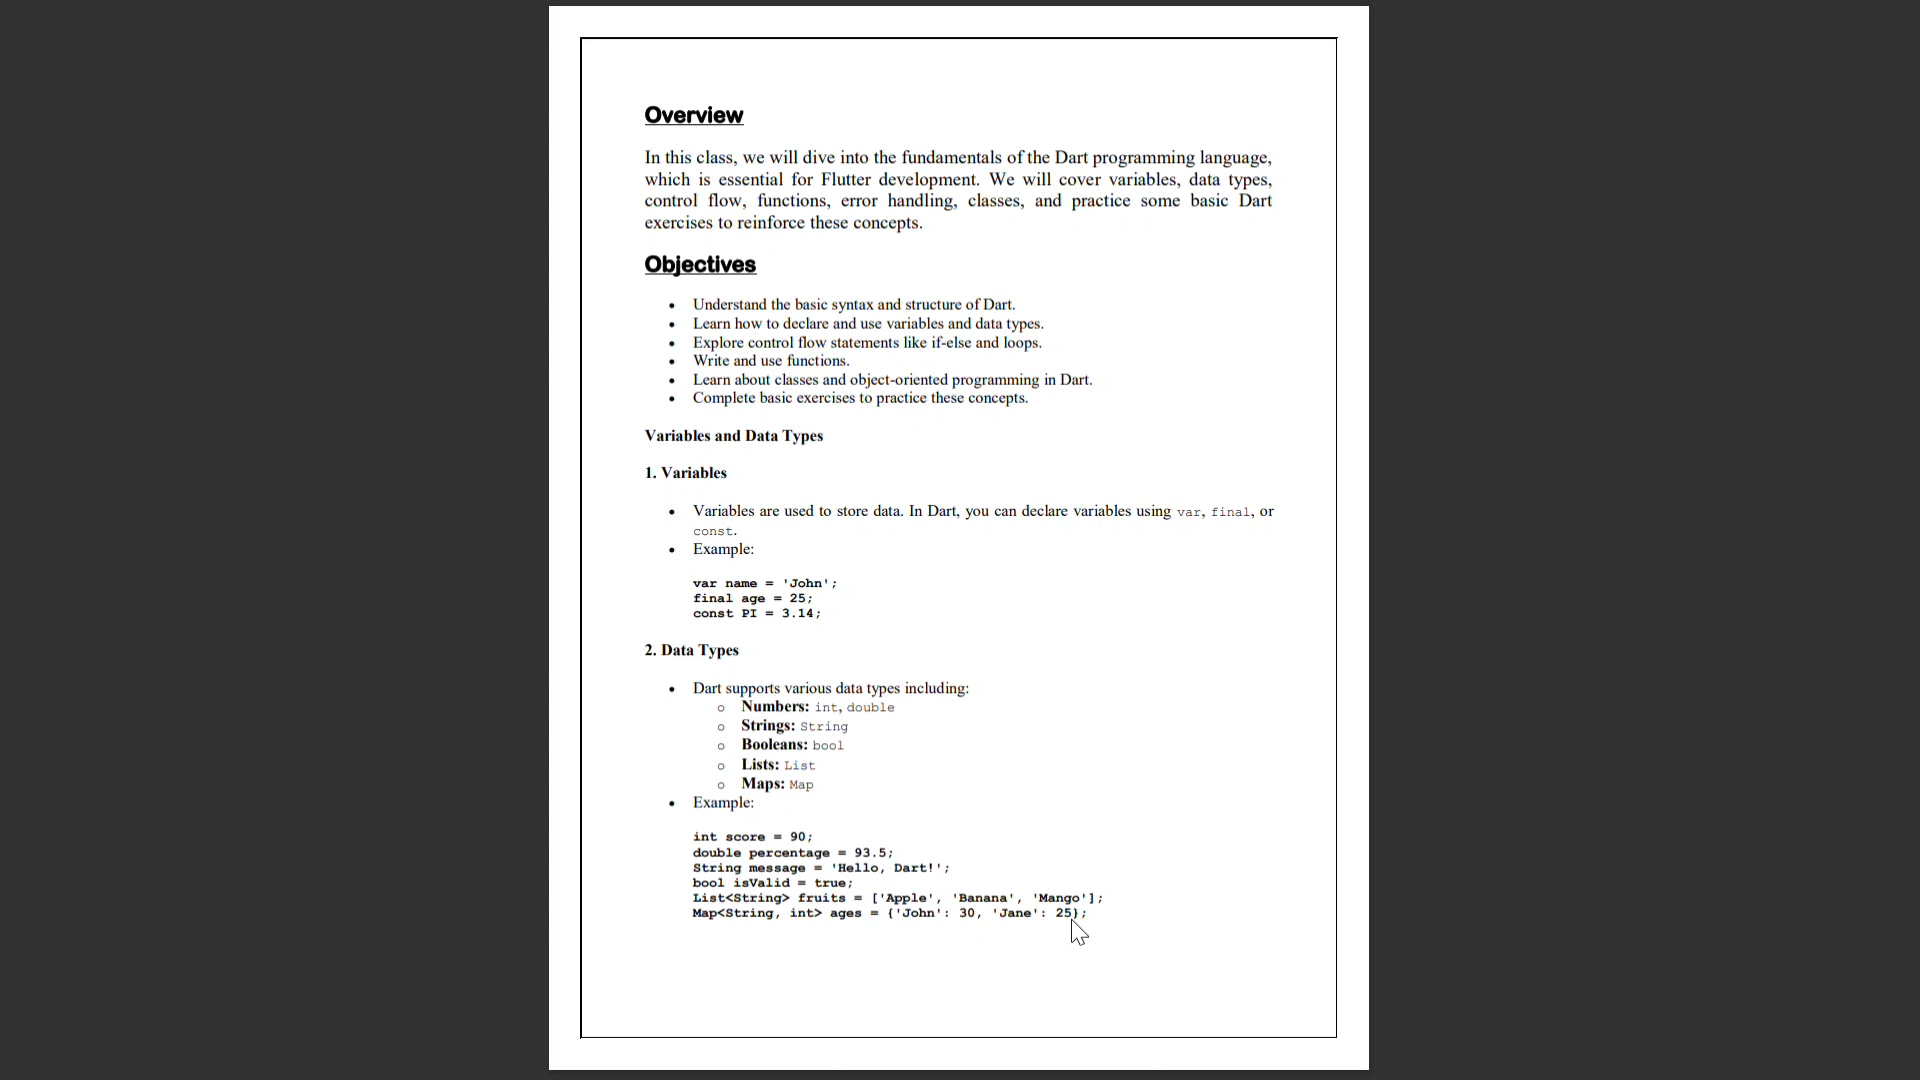 Overview
In this class, we will dive into the fundamentals of the Dart programming language,
which is essential for Flutter development. We will cover variables, data types,
control flow, functions, error handling, classes, and practice some basic Dart
exercises to reinforce these concepts.
Objectives
• Understand the basic syntax and structure of Dart.
• Learn how to declare and use variables and data types.
• Explore control flow statements like if-else and loops.
• Write and use functions.
• Learn about classes and object-oriented programming in Dart.
• Complete basic exercises to practice these concepts.
Variables and Data Types
1. Variables
• Variables are used to store data. In Dart, you can declare variables using var, final, or
const.
• Example:
var name = 'John';
final age = 25;
const PI = 3.14;
2. Data Types
• Dart supports various data types including:
o Numbers: int, double
o Strings: String
o Booleans: bool
o Lists: List
o Maps: Map
• Example:
int score = 90;
double percentage = 93.5;
String message = 'Hello, Dart!';
bool isValid = true;
List<String> fruits = ['Apple', 'Banana', 'Mango'];
Map<String, int> ages = {'John': 30, 'Jane': 25};